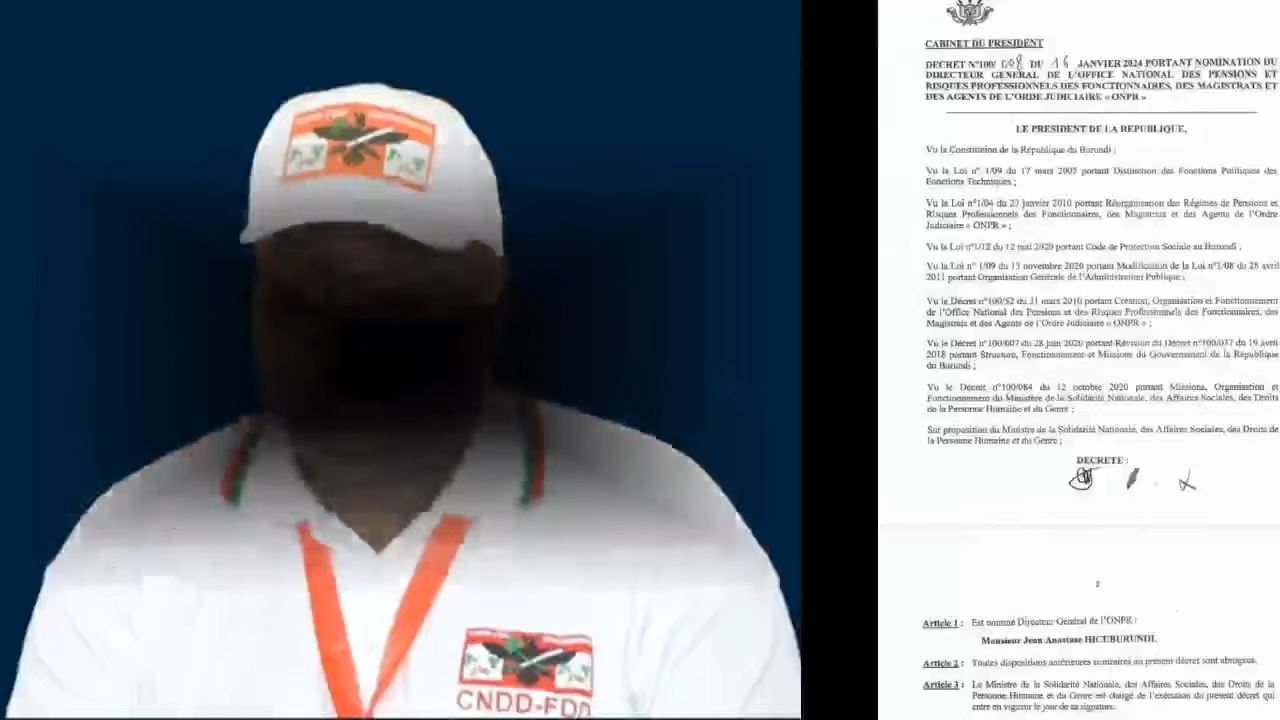 CNDD-FDD
CABINET DU PRESIDENT
DECRET N°100/ 008 DU 16 JANVIER 2024 PORTANT NOMINATION DU
DIRECTEUR GENERAL DE L'OFFICE NATIONAL DES PENSIONS ET
RISQUES PROFESSIONNELS DES FONCTIONNAIRES, DES MAGISTRATS ET
DES AGENTS DE L'ORDE JUDICIAIRE « ONPR »
LE PRESIDENT DE LA REPUBLIQUE,
Vu la Constitution de la République du Burundi ;
Vu la Loi n° 1/09 du 17 mars 2005 portant Distinction des Fonctions Politiques des
Fonctions Techniques ;
Vu la Loi n°1/04 du 20 janvier 2010 portant Réorganisation des Régimes de Pensions et
Risques Professionnels des Fonctionnaires, des Magistrats et des Agents de l'Ordre
Judiciaire « ONPR » ;
Vu la Loi n°1/12 du 12 mai 2020 portant Code de Protection Sociale au Burundi ;
Vu la Loi n° 1/09 du 13 novembre 2020 portant Modification de la Loi n°1/08 du 28 avril
2011 portant Organisation Générale de l'Administration Publique ;
Vu le Décret n°100/52 du 31 mars 2010 portant Création, Organisation et Fonctionnement
de l'Office National des Pensions et des Risques Professionnels des Fonctionnaires, des
Magistrats et des Agents de l'Ordre Judiciaire « ONPR » ;
Vu le Décret n°100/007 du 28 juin 2020 portant Révision du Décret n°100/037 du 19 avril
2018 portant Structure, Fonctionnement et Missions du Gouvernement de la République
du Burundi ;
Vu le Décret n°100/084 du 12 octobre 2020 portant Missions, Organisation et
Fonctionnement du Ministère de la Solidarité Nationale, des Affaires Sociales, des Droits
de la Personne Humaine et du Genre ;
Sur proposition du Ministre de la Solidarité Nationale, des Affaires Sociales, des Droits de
la Personne Humaine et du Genre ;
DECRETE :
2
Article 1 : Est nommé Directeur Général de l'ONPR :
Monsieur Jean Anastase HICEBURUNDI.
Article 2 : Toutes dispositions antérieures contraires au présent décret sont abrogées.
Article 3 : Le Ministre de la Solidarité Nationale, des Affaires Sociales, des Droits de la
Personne Humaine et du Genre est chargé de l'exécution du présent décret qui
entre en vigueur le jour de sa signature.